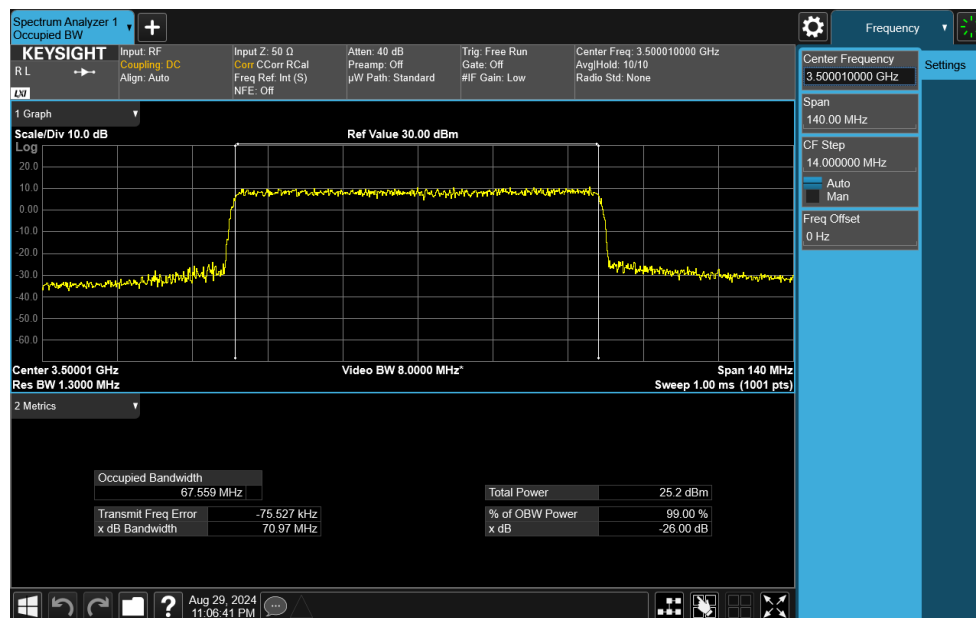 Spectrum Analyzer 1
Occupied BW
Frequency
KEYSIGHT
R L
LXI
Input: RF
Coupling: DC
Align: Auto
Input Z: 50 Ω
Corr CCorr RCal
Freq Ref: Int (S)
NFE: Off
Atten: 40 dB
Preamp: Off
µW Path: Standard
Trig: Free Run
Gate: Off
#IF Gain: Low
Center Freq: 3.500010000 GHz
Avg|Hold: 10/10
Radio Std: None
Center Frequency
3.500010000 GHz
Settings
Span
140.00 MHz
CF Step
14.000000 MHz
Auto
Man
Freq Offset
0 Hz
1 Graph
Scale/Div 10.0 dB
Ref Value 30.00 dBm
Log
20.0
10.0
0.00
-10.0
-20.0
-30.0
-40.0
-50.0
-60.0
Center 3.50001 GHz
Video BW 8.0000 MHz*
Span 140 MHz
Res BW 1.3000 MHz
Sweep 1.00 ms (1001 pts)
2 Metrics
Occupied Bandwidth
67.559 MHz
Total Power 25.2 dBm
Transmit Freq Error -75.527 kHz
% of OBW Power 99.00 %
x dB Bandwidth 70.97 MHz
x dB -26.00 dB
?
Aug 29, 2024
11:06:41 PM